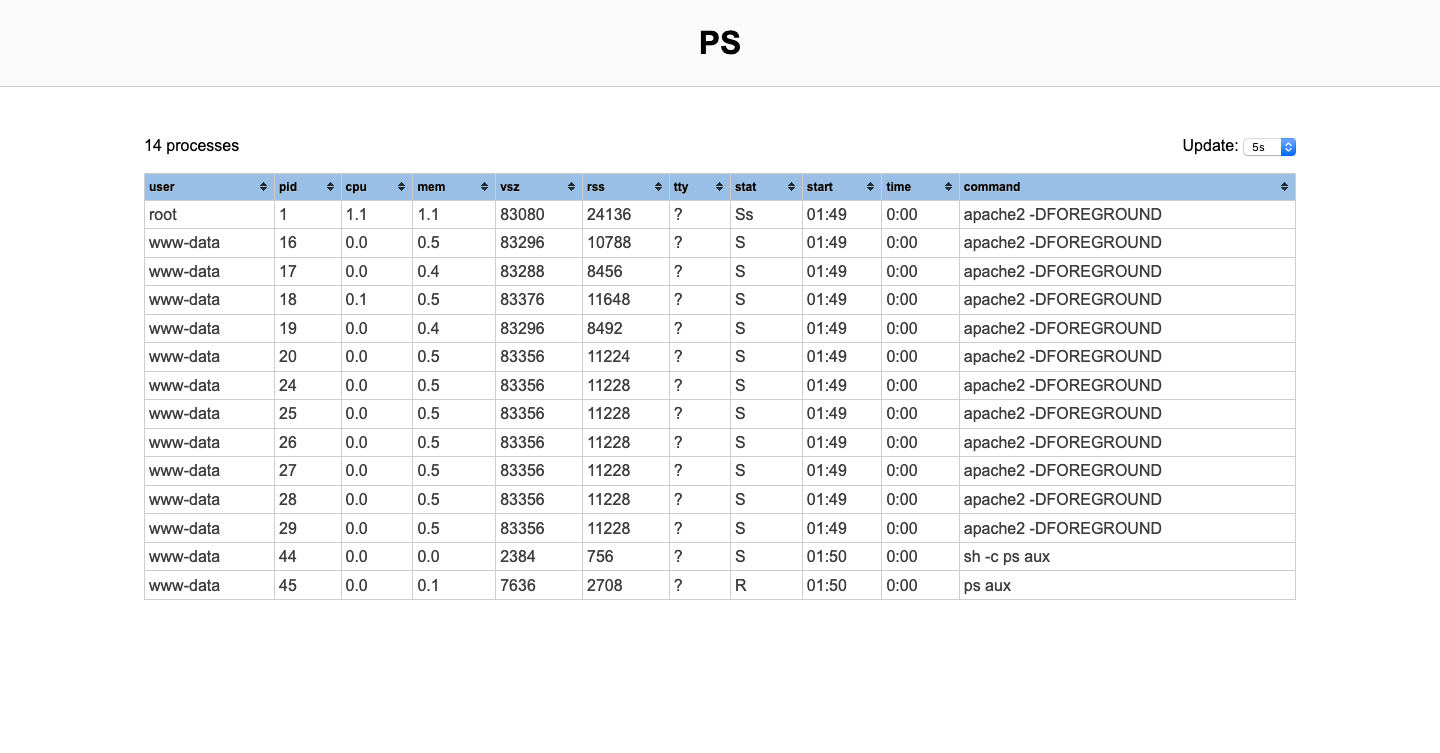 PS
14 processes Update: 5s
user pid cpu mem vsz rss tty stat start time command
root 1 1.1 1.1 83080 24136 ? Ss 01:49 0:00 apache2 -DFOREGROUND
www-data 16 0.0 0.5 83296 10788 ? S 01:49 0:00 apache2 -DFOREGROUND
www-data 17 0.0 0.4 83288 8456 ? S 01:49 0:00 apache2 -DFOREGROUND
www-data 18 0.1 0.5 83376 11648 ? S 01:49 0:00 apache2 -DFOREGROUND
www-data 19 0.0 0.4 83296 8492 ? S 01:49 0:00 apache2 -DFOREGROUND
www-data 20 0.0 0.5 83356 11224 ? S 01:49 0:00 apache2 -DFOREGROUND
www-data 24 0.0 0.5 83356 11228 ? S 01:49 0:00 apache2 -DFOREGROUND
www-data 25 0.0 0.5 83356 11228 ? S 01:49 0:00 apache2 -DFOREGROUND
www-data 26 0.0 0.5 83356 11228 ? S 01:49 0:00 apache2 -DFOREGROUND
www-data 27 0.0 0.5 83356 11228 ? S 01:49 0:00 apache2 -DFOREGROUND
www-data 28 0.0 0.5 83356 11228 ? S 01:49 0:00 apache2 -DFOREGROUND
www-data 29 0.0 0.5 83356 11228 ? S 01:49 0:00 apache2 -DFOREGROUND
www-data 44 0.0 0.0 2384 756 ? S 01:50 0:00 sh -c ps aux
www-data 45 0.0 0.1 7636 2708 ? R 01:50 0:00 ps aux